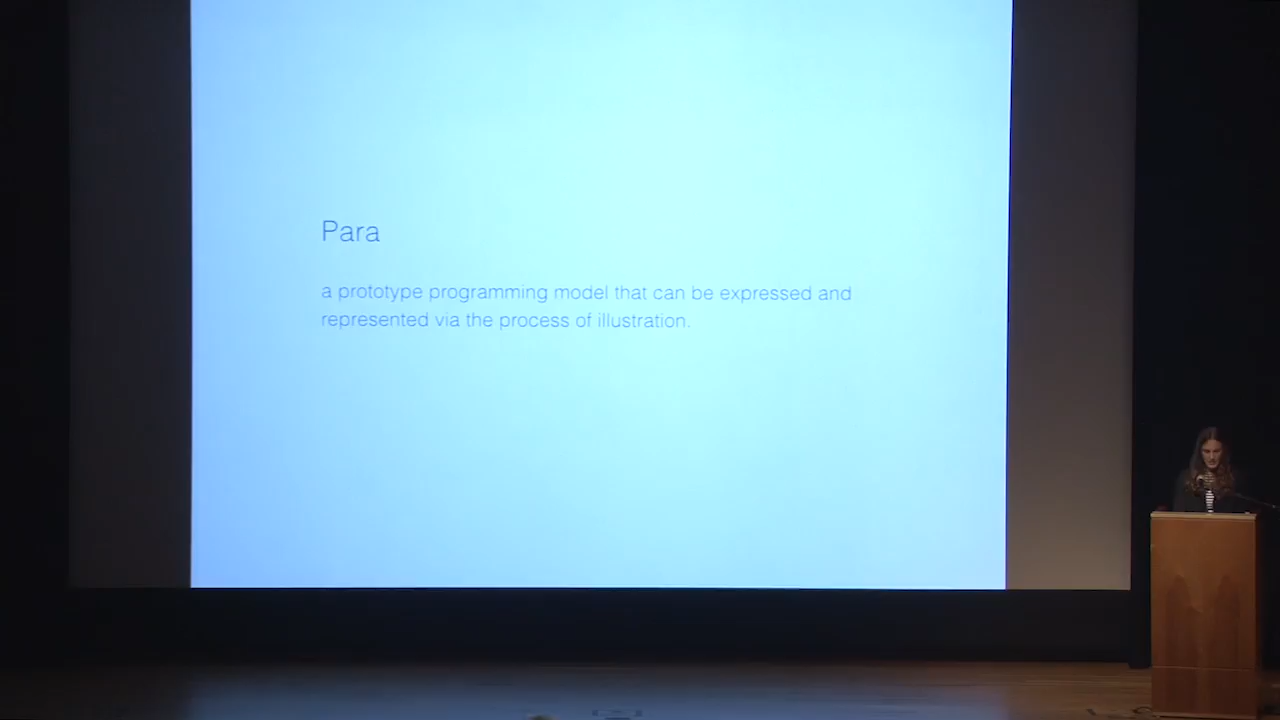 Para
a prototype programming model that can be expressed and
represented via the process of illustration.